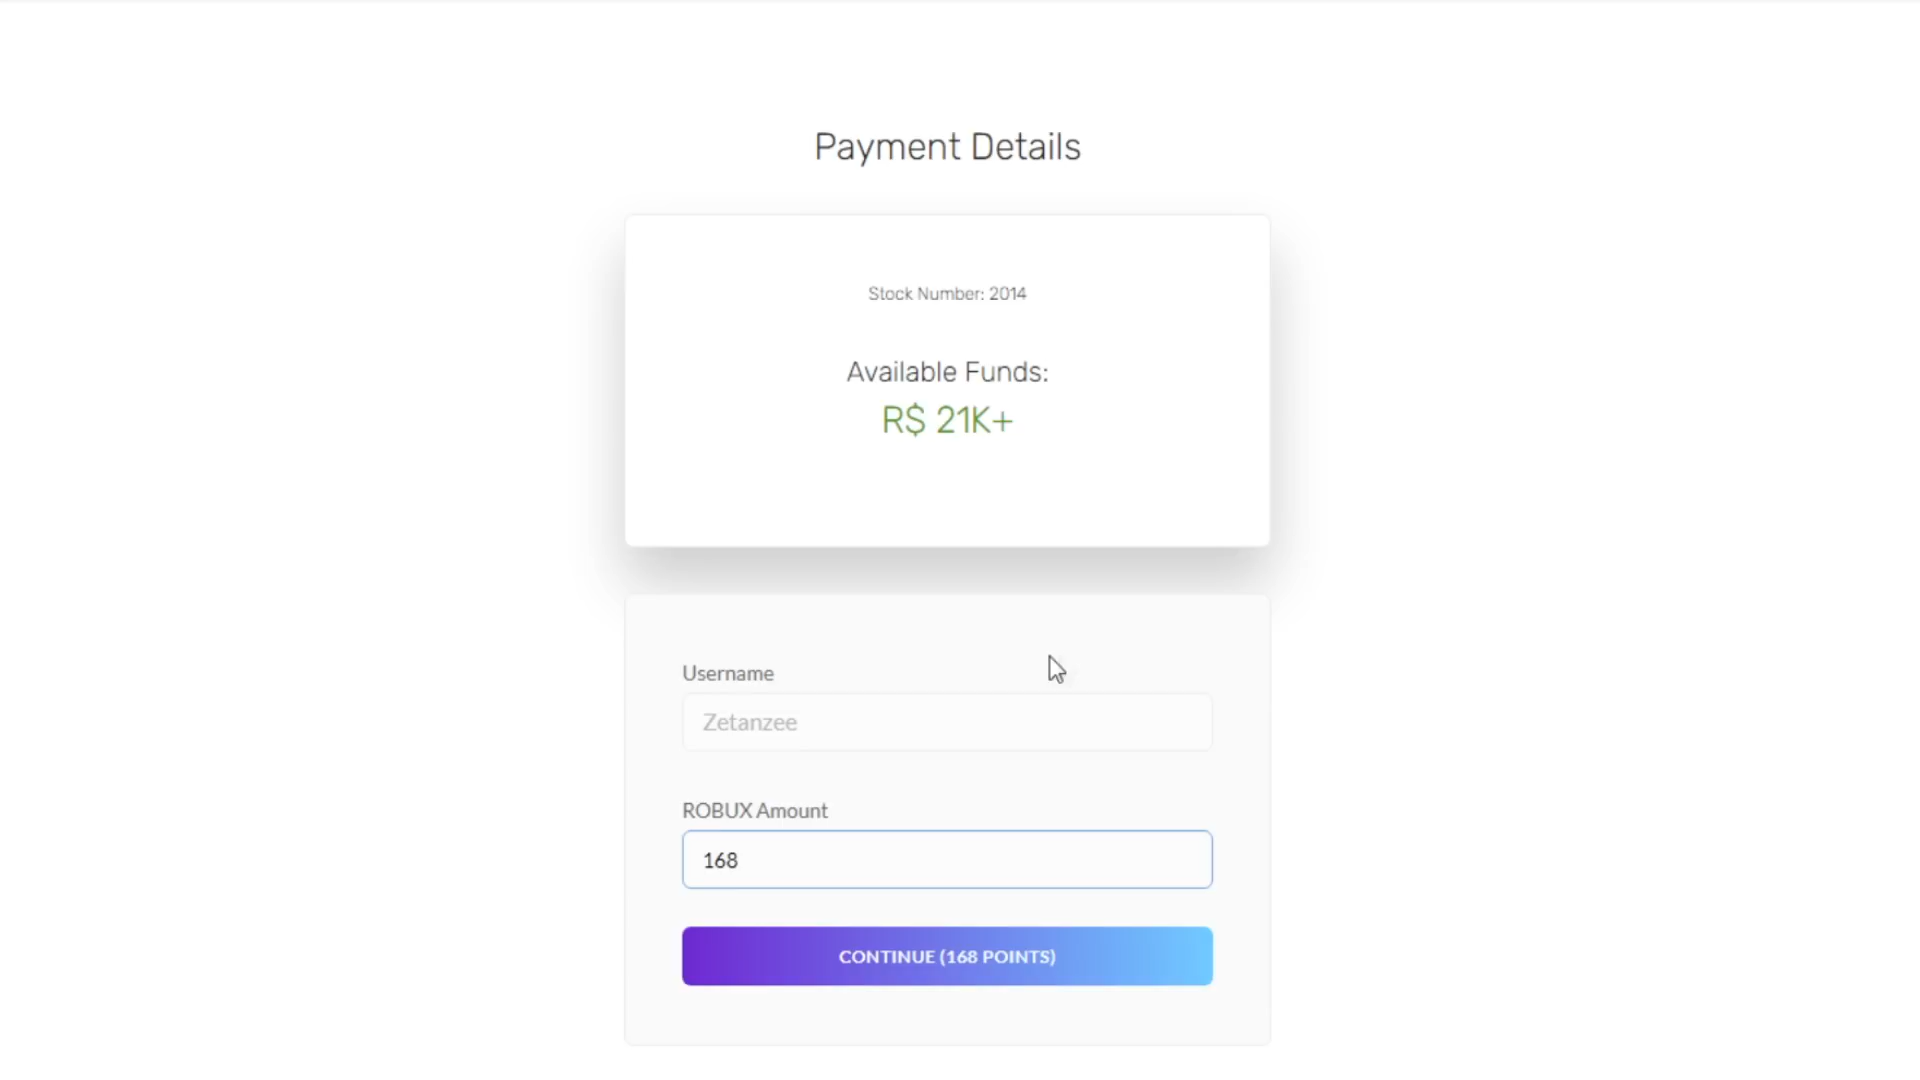 Payment Details
Stock Number: 2014
Available Funds:
R$ 21K+
Username
Zetanzee
ROBUX Amount
168
CONTINUE (168 POINTS)